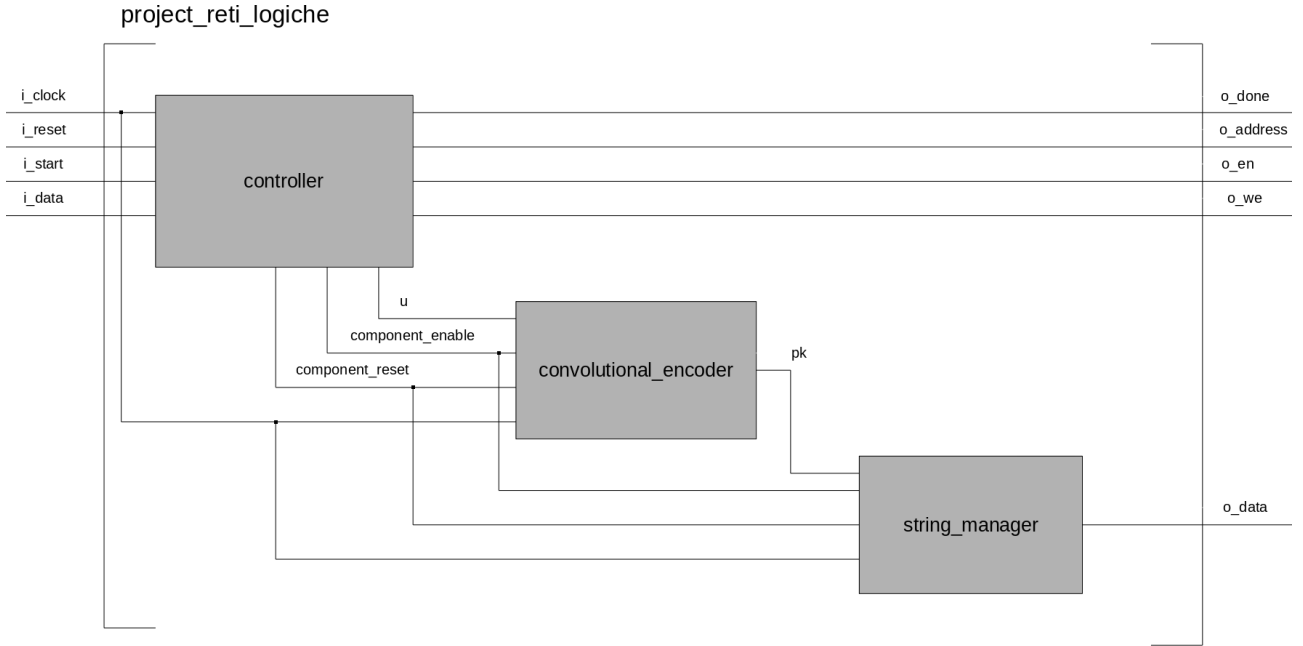 project_reti_logiche
i_clock
o_done
i_reset
o_address
i_start
o_en
controller
i_data
o_we
u
component_enable
pk
component_reset
convolutional_encoder
o_data
string_manager